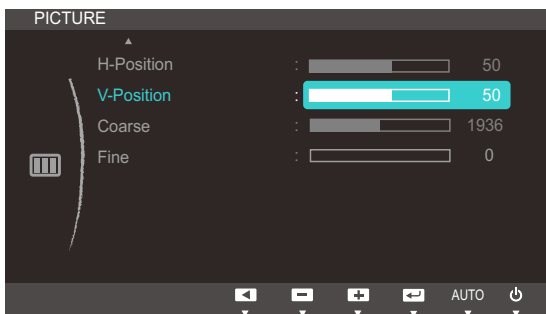 PICTURE
H-Position : 50
V-Position : 50
Coarse : 1936
Fine : 0
AUTO